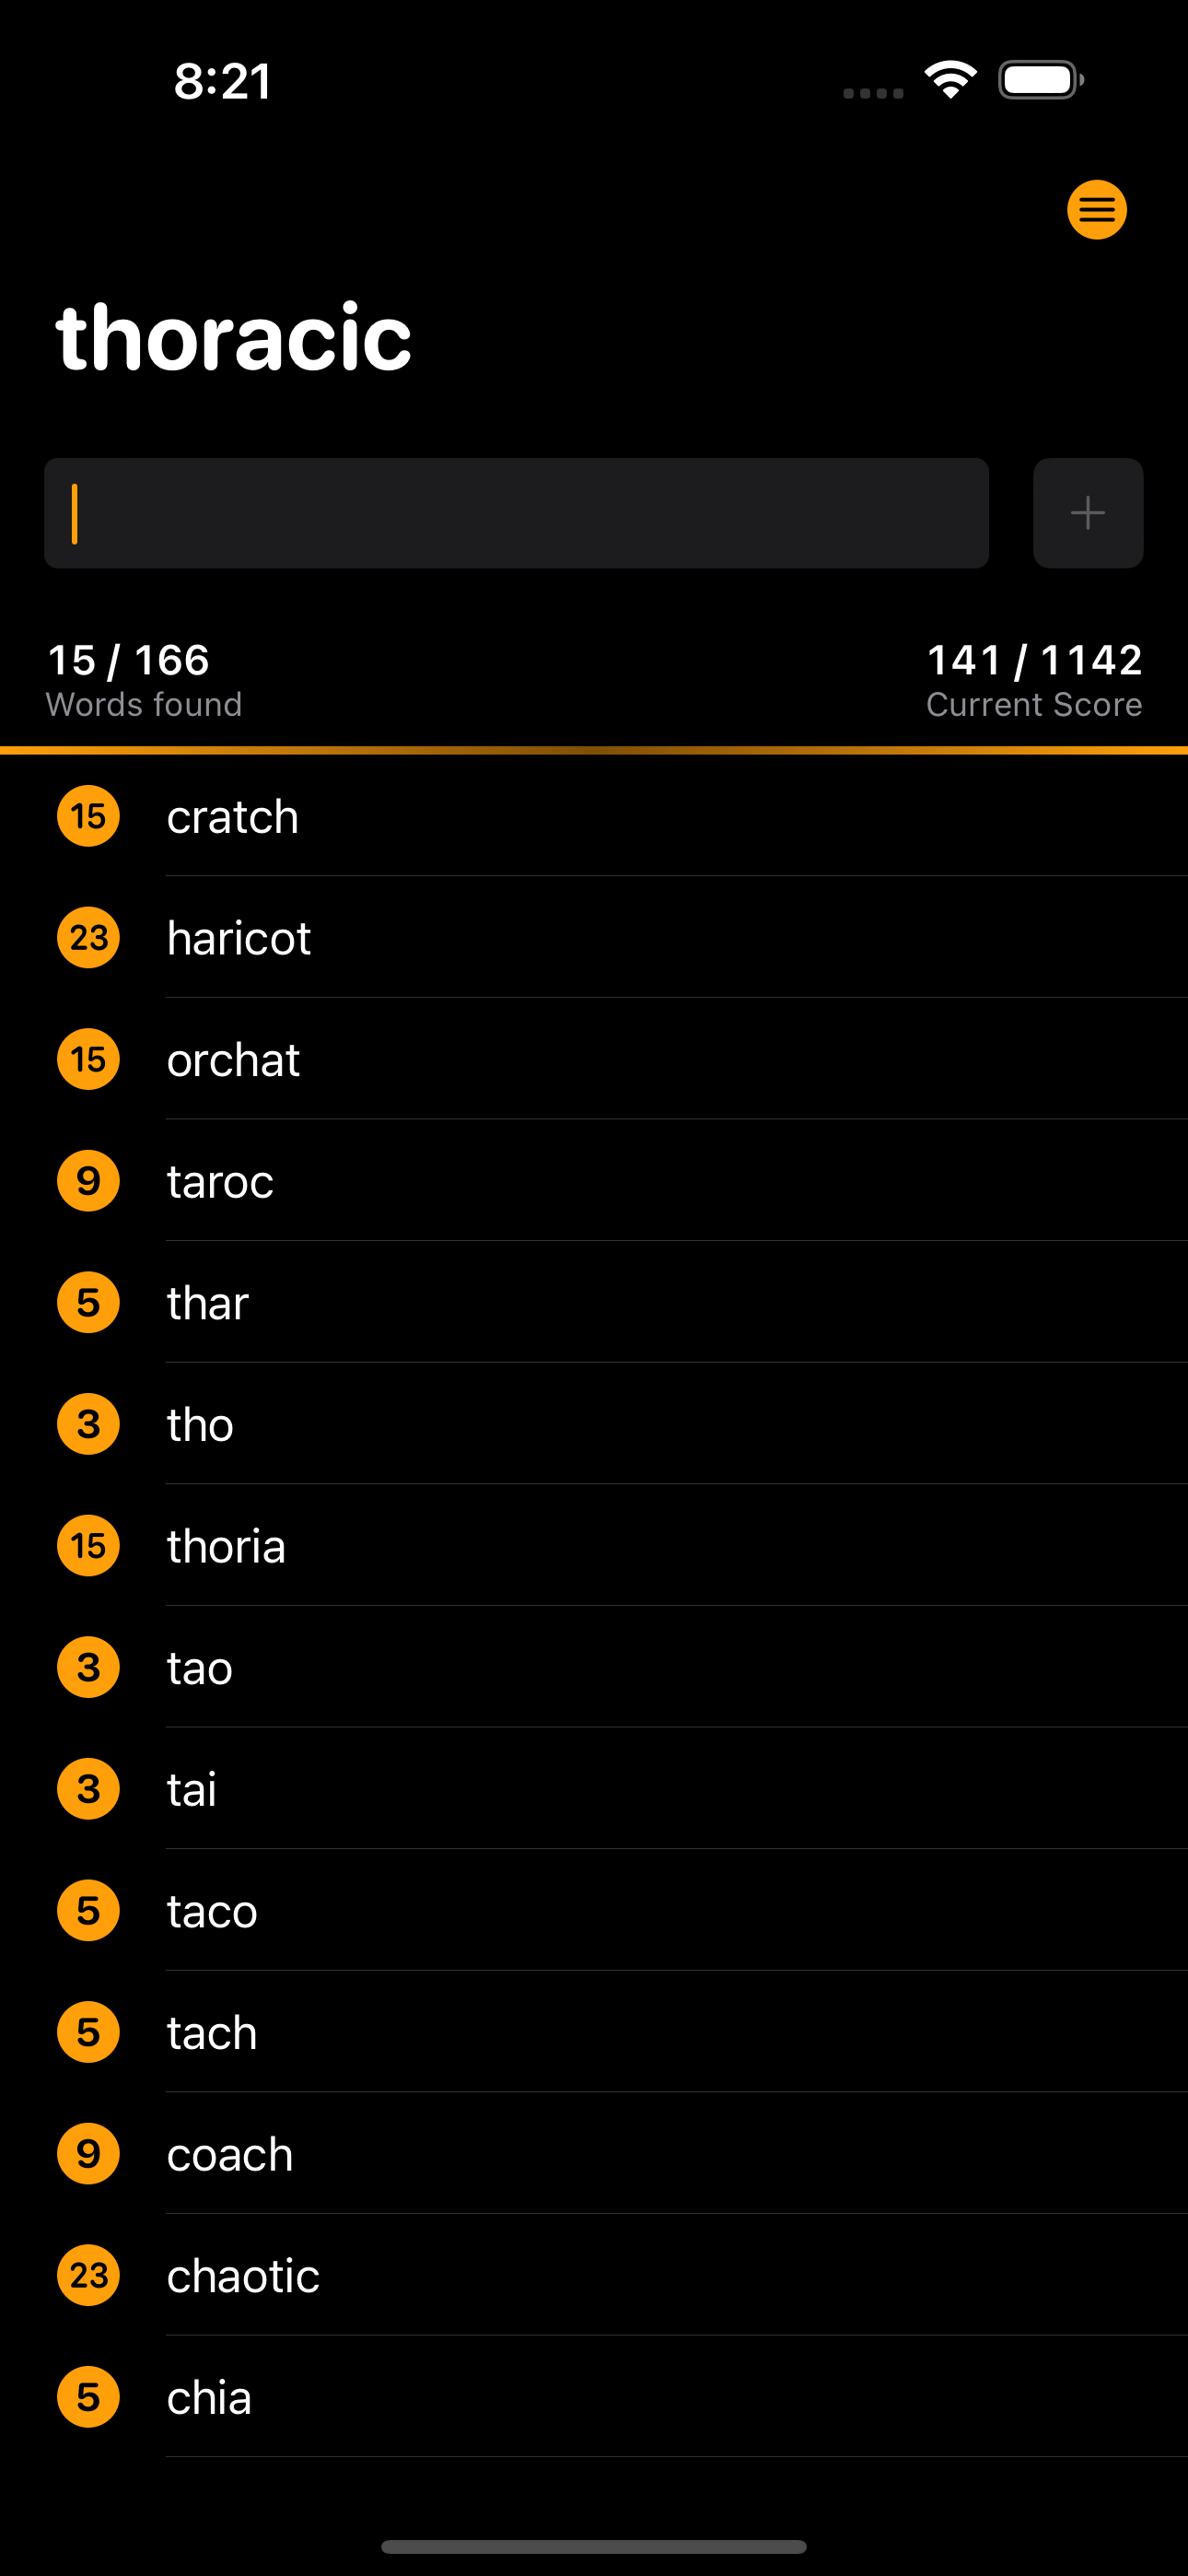 8:21
thoracic
15 / 166
Words found
141 / 1142
Current Score
15 cratch
23 haricot
15 orchat
9 taroc
5 thar
3 tho
15 thoria
3 tao
3 tai
5 taco
5 tach
9 coach
23 chaotic
5 chia